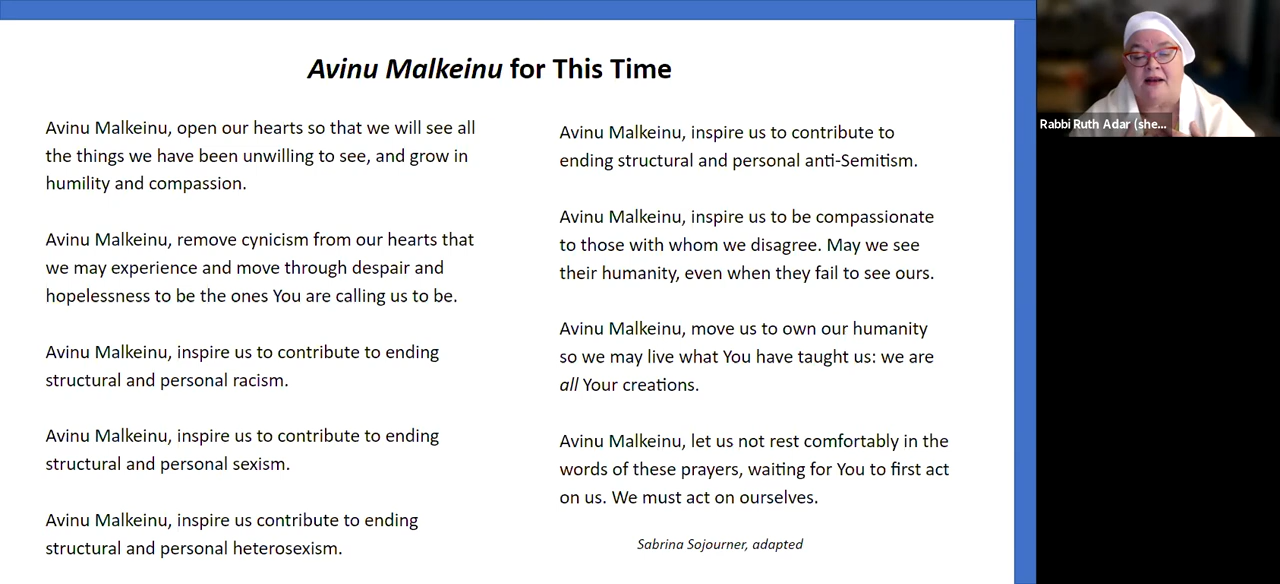 Avinu Malkeinu for This Time
Avinu Malkeinu, open our hearts so that we will see all
the things we have been unwilling to see, and grow in
humility and compassion.
Avinu Malkeinu, remove cynicism from our hearts that
we may experience and move through despair and
hopelessness to be the ones You are calling us to be.
Avinu Malkeinu, inspire us to contribute to ending
structural and personal racism.
Avinu Malkeinu, inspire us to contribute to ending
structural and personal sexism.
Avinu Malkeinu, inspire us contribute to ending
structural and personal heterosexism.
Avinu Malkeinu, inspire us to contribute to
ending structural and personal anti-Semitism.
Avinu Malkeinu, inspire us to be compassionate
to those with whom we disagree. May we see
their humanity, even when they fail to see ours.
Avinu Malkeinu, move us to own our humanity
so we may live what You have taught us: we are
all Your creations.
Avinu Malkeinu, let us not rest comfortably in the
words of these prayers, waiting for You to first act
on us. We must act on ourselves.
Sabrina Sojourner, adapted
Rabbi Ruth Adar (she...